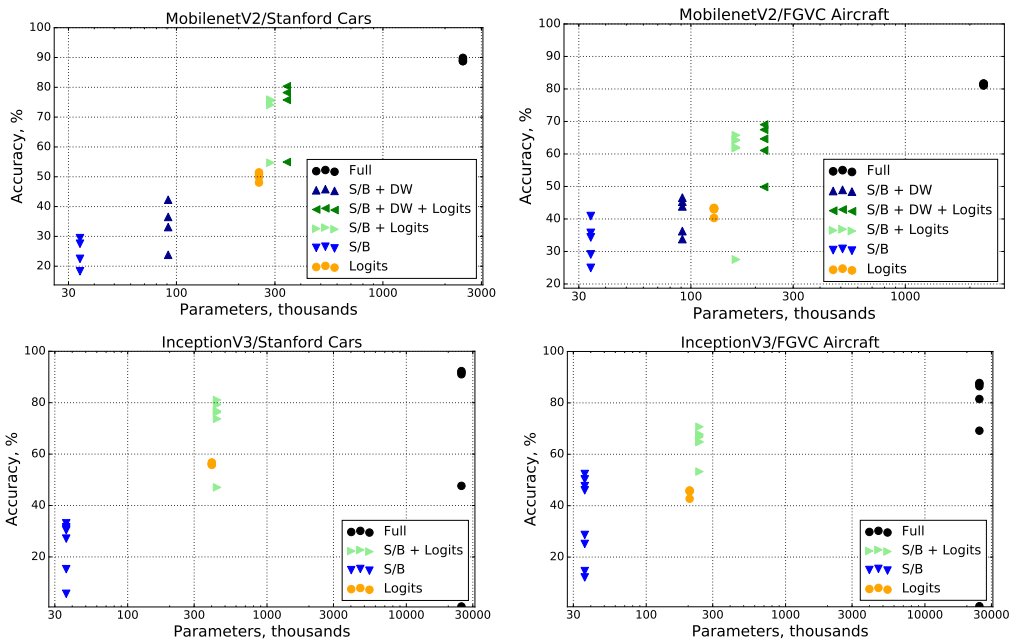 MobilenetV2/Stanford Cars
100
90
80
70
60
50
40
30
20
Accuracy, %
Full
S/B + DW
S/B + DW + Logits
S/B + Logits
S/B
Logits
30 100 300 1000 3000
Parameters, thousands
MobilenetV2/FGVC Aircraft
100
90
80
70
60
50
40
30
20
Accuracy, %
Full
S/B + DW
S/B + DW + Logits
S/B + Logits
S/B
Logits
30 100 300 1000
Parameters, thousands
InceptionV3/Stanford Cars
100
80
60
40
20
Accuracy, %
Full
S/B + Logits
S/B
Logits
30 100 300 1000 3000 10000 30000
Parameters, thousands
InceptionV3/FGVC Aircraft
100
80
60
40
20
Accuracy, %
Full
S/B + Logits
S/B
Logits
30 100 300 1000 3000 10000 30000
Parameters, thousands